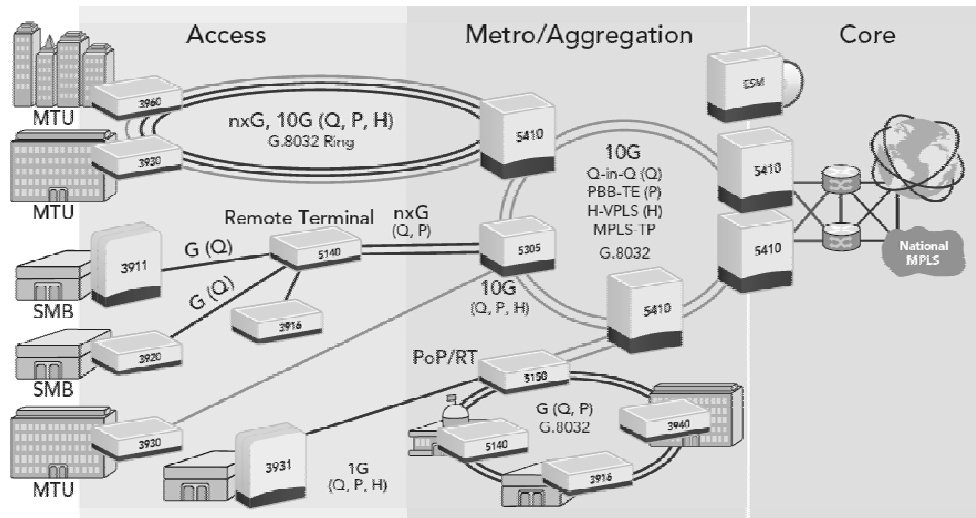 Access
Metro/Aggregation
Core
MTU
3960
3930
MTU
nxG, 10G (Q, P, H)
G.8032 Ring
5410
ESM
10G
Q-in-Q (Q)
PBB-TE (P)
H-VPLS (H)
MPLS-TP
G.8032
5410
5410
National
MPLS
Remote Terminal
nxG
(Q, P)
G (Q)
5140
5305
3911
SMB
G (Q)
3916
10G
(Q, P, H)
5410
3920
SMB
PoP/RT
5150
G (Q, P)
G.8032
3940
5140
3916
3930
MTU
3931
1G
(Q, P, H)